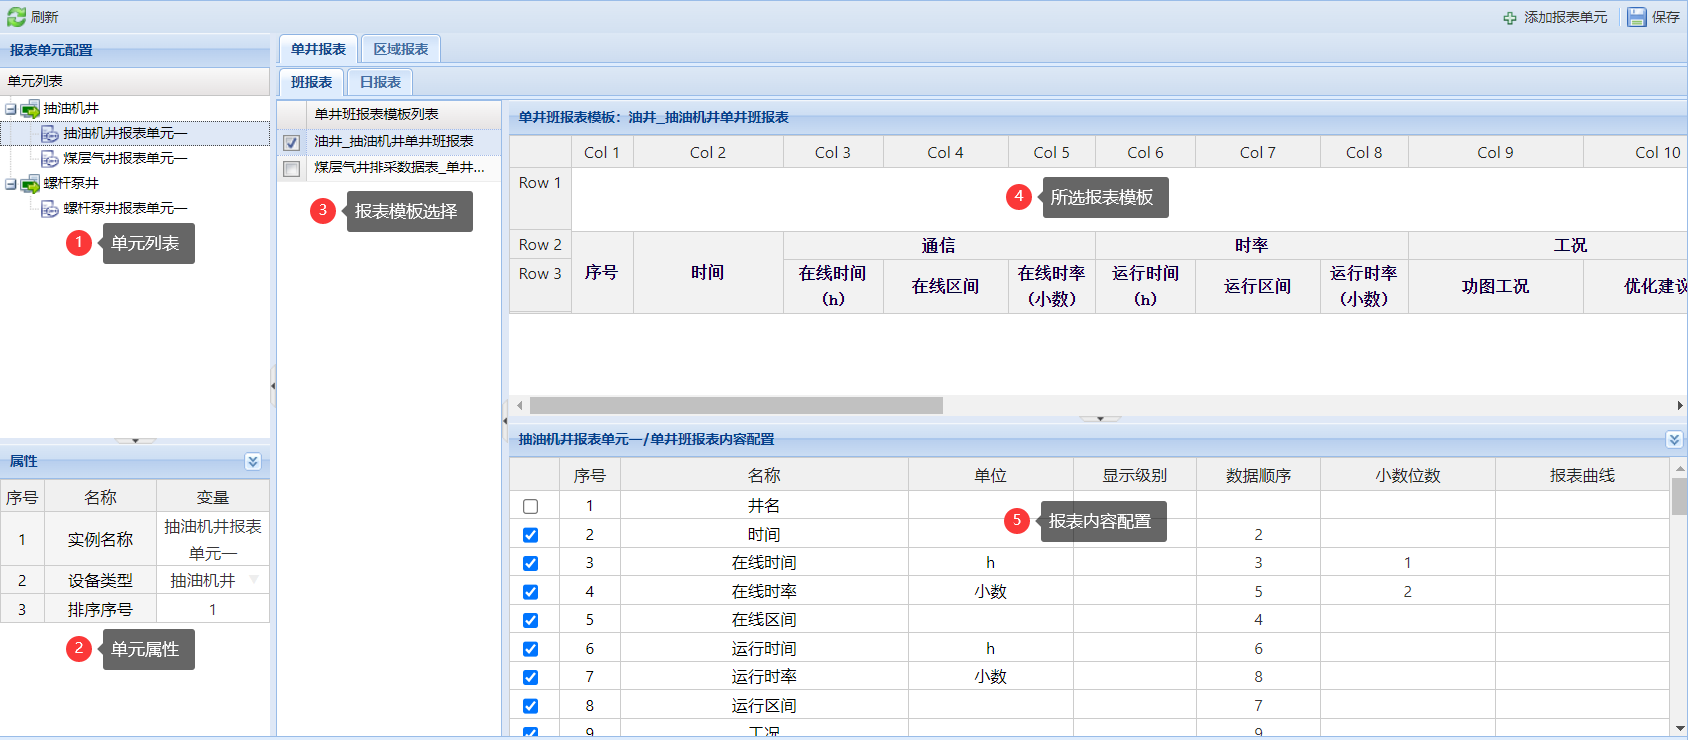 刷新
添加报表单元
保存
报表单元配置
单元列表
抽油机井
抽油机井报表单元一
煤层气井报表单元一
螺杆泵井
螺杆泵井报表单元一
1 单元列表
属性
序号 名称 变量
1 实例名称 抽油机井报表
单元一
2 设备类型 抽油机井
3 排序序号 1
2 单元属性
单井报表 区域报表
班报表 日报表
单井班报表模板列表
油井_抽油机井单井班报表
煤层气井排采数据表_单井...
3 报表模板选择
单井班报表模板：油井_抽油机井单井班报表
Col 1 Col 2 Col 3 Col 4 Col 5 Col 6 Col 7 Col 8 Col 9 Col 10
Row 1
4 所选报表模板
Row 2 通信 时率 工况
Row 3 序号 时间 在线时间 在线区间 在线时率 运行时间 运行区间 运行时率 功图工况 优化建议
（h） （小数） （h） （小数）
抽油机井报表单元一/单井班报表内容配置
序号 名称 单位 显示级别 数据顺序 小数位数 报表曲线
1 井名
5 报表内容配置
2 时间 2
3 在线时间 h 3 1
4 在线时率 小数 5 2
5 在线区间 4
6 运行时间 h 6
7 运行时率 小数 8
8 运行区间 7
9 工况 9